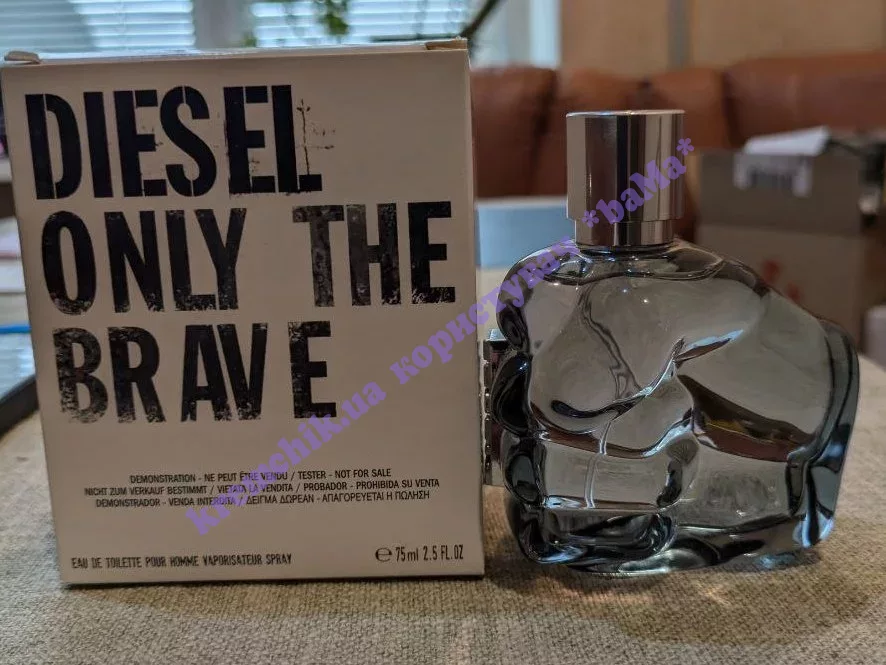 DIESEL
ONLY THE
BRAVE
DEMONSTRATION - NE PEUT ÊTRE VENDU / TESTER - NOT FOR SALE
NICHT ZUM VERKAUF BESTIMMT / VIETATA LA VENDITA / PROBADOR - PROHIBIDA SU VENTA
DEMONSTRADOR - VENDA INTERDITA / ΔΕΙΓΜΑ ΔΩΡΕΑΝ - ΑΠΑΓΟΡΕΥΕΤΑΙ Η ΠΩΛΗΣΗ
EAU DE TOILETTE POUR HOMME VAPORISATEUR SPRAY
℮ 75 ml 2.5 FL.OZ
користувач *baMa*